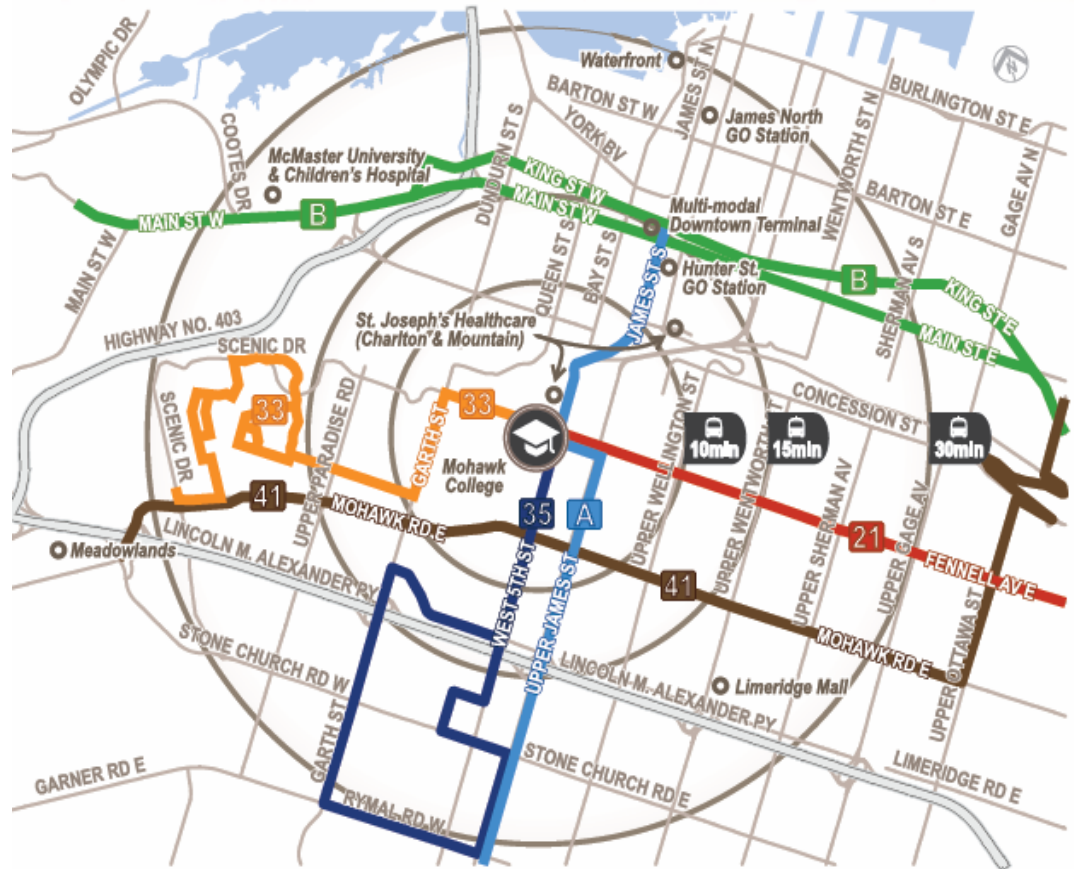 OLYMPIC DR
COOTES DR
McMaster University
& Children's Hospital
MAIN ST W
B
MAIN ST W
HIGHWAY NO. 403
DUNDURN ST S
KING ST W
MAIN ST W
Waterfront
BARTON ST W
YORK BV
JAMES ST N
James North
GO Station
BURLINGTON ST E
WENTWORTH ST N
BARTON ST E
GAGE AV N
Multi-modal
Downtown Terminal
QUEEN ST S
BAY ST S
JAMES ST S
Hunter St.
GO Station
B
SHERMAN AV S
KING ST E
MAIN ST E
St. Joseph's Healthcare
(Charlton & Mountain)
SCENIC DR
SCENIC DR
33
UPPER PARADISE RD
GARTH ST
33
Mohawk
College
CONCESSION ST
10min
15min
30min
UPPER WELLINGTON ST
UPPER WENTWORTH ST
UPPER SHERMAN AV
UPPER GAGE AV
41
MOHAWK RD E
35
A
21
FENNELL AV E
Meadowlands
LINCOLN M. ALEXANDER PY
WEST 5TH ST
UPPER JAMES ST
41
MOHAWK RD E
UPPER OTTAWA ST
STONE CHURCH RD W
LINCOLN M. ALEXANDER PY
Limeridge Mall
GARTH ST
GARNER RD E
RYMAL RD W
STONE CHURCH RD E
LIMERIDGE RD E